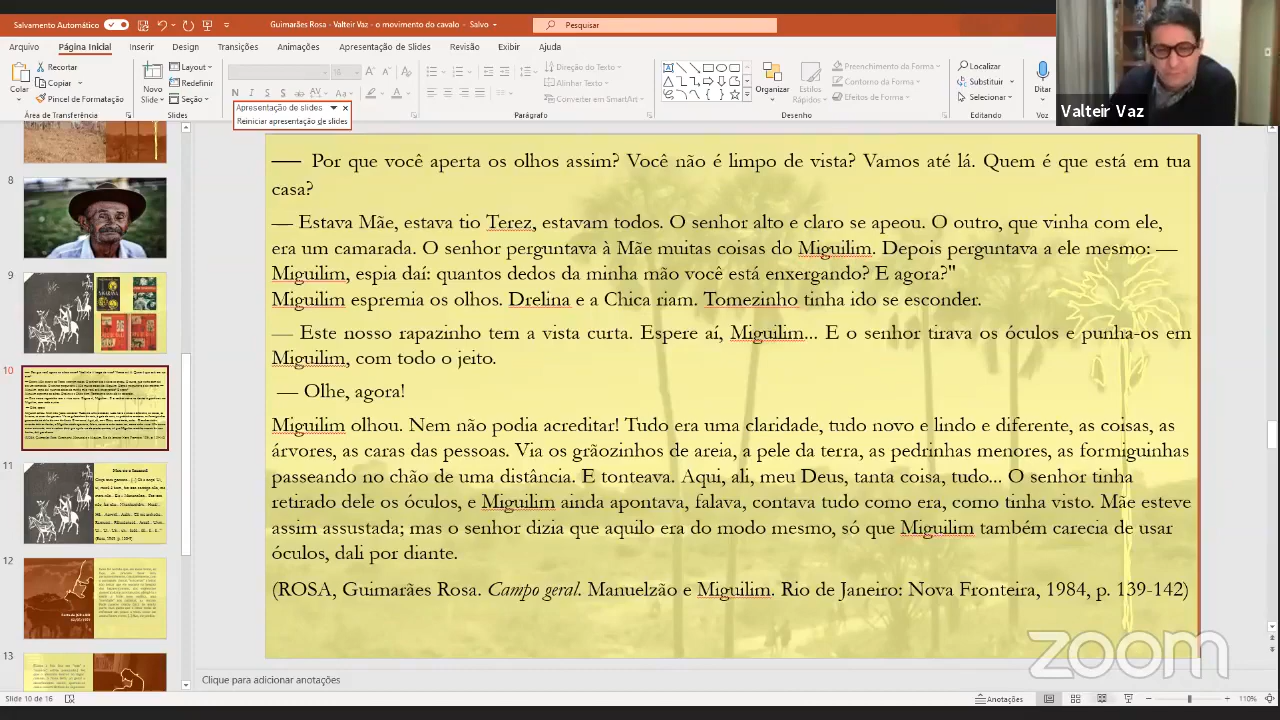 Salvamento Automático
Guimarães Rosa - Valteir Vaz - o movimento do cavalo - Salvo
Pesquisar
Arquivo Página Inicial Inserir Design Transições Animações Apresentação de Slides Revisão Exibir Ajuda
Colar
Recortar
Copiar
Pincel de Formatação
Área de Transferência
Novo Slide
Layout
Redefinir
Seção
Slides
Apresentação de slides
Reiniciar apresentação de slides
Direção do Texto
Alinhar Texto
Converter em SmartArt
Parágrafo
Organizar
Estilos Rápidos
Preenchimento da Forma
Contorno da Forma
Efeitos de Forma
Desenho
Localizar
Substituir
Selecionar
Editando
Ditar
Voz
Valteir Vaz
8
9
10
11
12
13
— Por que você aperta os olhos assim? Você não é limpo de vista? Vamos até lá. Quem é que está em tua
casa?
— Estava Mãe, estava tio Terez, estavam todos. O senhor alto e claro se apeou. O outro, que vinha com ele,
era um camarada. O senhor perguntava à Mãe muitas coisas do Miguilim. Depois perguntava a ele mesmo: —
Miguilim, espia daí: quantos dedos da minha mão você está enxergando? E agora?"
Miguilim espremia os olhos. Drelina e a Chica riam. Tomezinho tinha ido se esconder.
— Este nosso rapazinho tem a vista curta. Espere aí, Miguilim... E o senhor tirava os óculos e punha-os em
Miguilim, com todo o jeito.
— Olhe, agora!
Miguilim olhou. Nem não podia acreditar! Tudo era uma claridade, tudo novo e lindo e diferente, as coisas, as
árvores, as caras das pessoas. Via os grãozinhos de areia, a pele da terra, as pedrinhas menores, as formiguinhas
passeando no chão de uma distância. E tonteava. Aqui, ali, meu Deus, tanta coisa, tudo... O senhor tinha
retirado dele os óculos, e Miguilim ainda apontava, falava, contava tudo como era, como tinha visto. Mãe esteve
assim assustada; mas o senhor dizia que aquilo era do modo mesmo, só que Miguilim também carecia de usar
óculos, dali por diante.
(ROSA, Guimarães Rosa. Campo geral. Manuelzão e Miguilim. Rio de Janeiro: Nova Fronteira, 1984, p. 139-142)
zoom
Clique para adicionar anotações
Slide 10 de 16
Anotações
110%